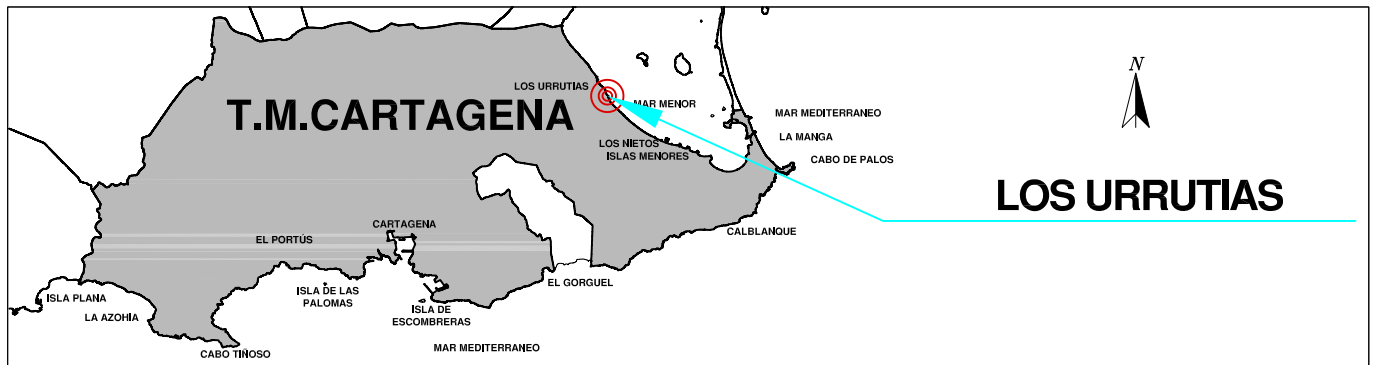 N
LOS URRUTIAS
MAR MENOR
T.M.CARTAGENA
MAR MEDITERRANEO
LA MANGA
LOS NIETOS
ISLAS MENORES
CABO DE PALOS
LOS URRUTIAS
CARTAGENA
CALBLANQUE
EL PORTÚS
EL GORGUEL
ISLA PLANA
ISLA DE LAS
PALOMAS
LA AZOHIA
ISLA DE
ESCOMBRERAS
MAR MEDITERRANEO
CABO TIÑOSO